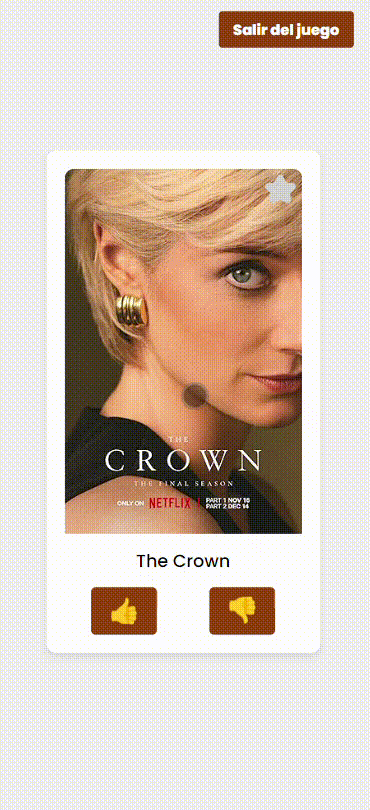 Salir del juego
THE
CROWN
THE FINAL SEASON
ONLY ON NETFLIX PART 1 NOV 16
PART 2 DEC 14
The Crown